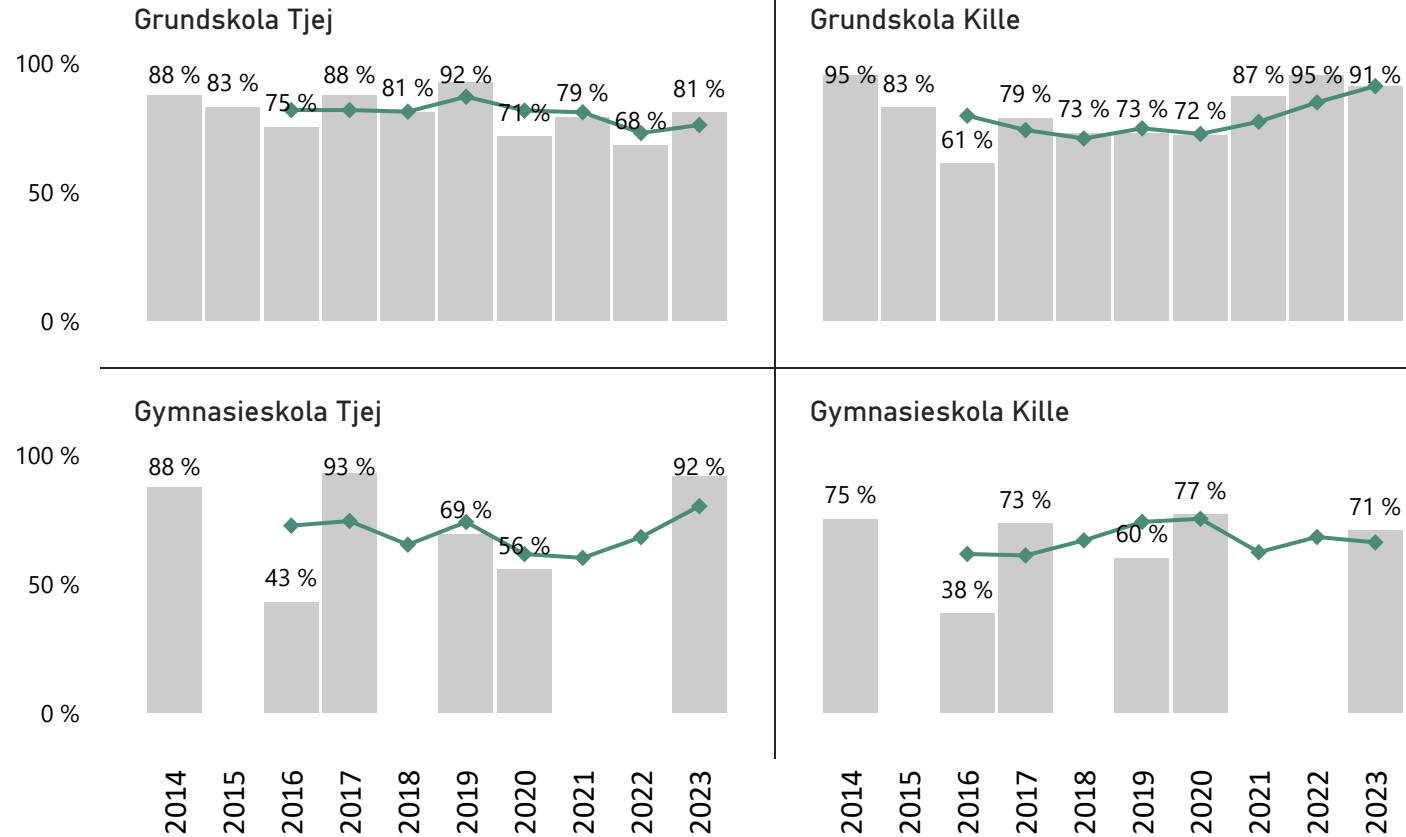 Grundskola Tjej
100 %
50 %
0 %
88 % 83 % 75 % 88 % 81 % 92 % 71 % 79 % 68 % 81 %
Grundskola Kille
95 % 83 % 61 % 79 % 73 % 73 % 72 % 87 % 95 % 91 %
Gymnasieskola Tjej
100 %
50 %
0 %
88 % 43 % 93 % 69 % 56 % 92 %
Gymnasieskola Kille
75 % 38 % 73 % 60 % 77 % 71 %
2014 2015 2016 2017 2018 2019 2020 2021 2022 2023
2014 2015 2016 2017 2018 2019 2020 2021 2022 2023